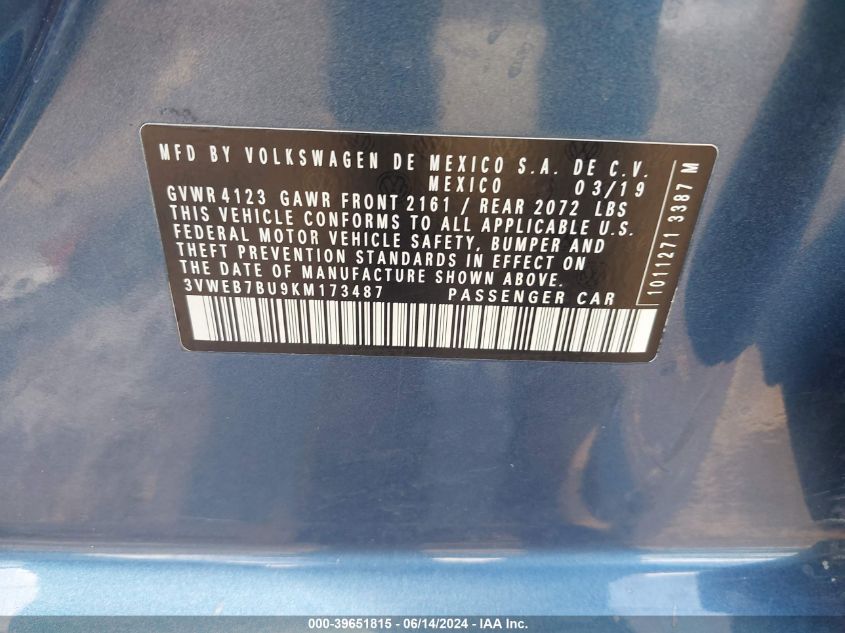 MFD BY VOLKSWAGEN DE MEXICO S.A. DE C.V.
MEXICO 03/19
GVWR 4123 GAWR FRONT 2161 / REAR 2072 LBS
THIS VEHICLE CONFORMS TO ALL APPLICABLE U.S.
FEDERAL MOTOR VEHICLE SAFETY, BUMPER AND
THEFT PREVENTION STANDARDS IN EFFECT ON
THE DATE OF MANUFACTURE SHOWN ABOVE.
3VWEB7BU9KM173487 PASSENGER CAR
1011271 3387 M
000-39651815 - 06/14/2024 - IAA Inc.